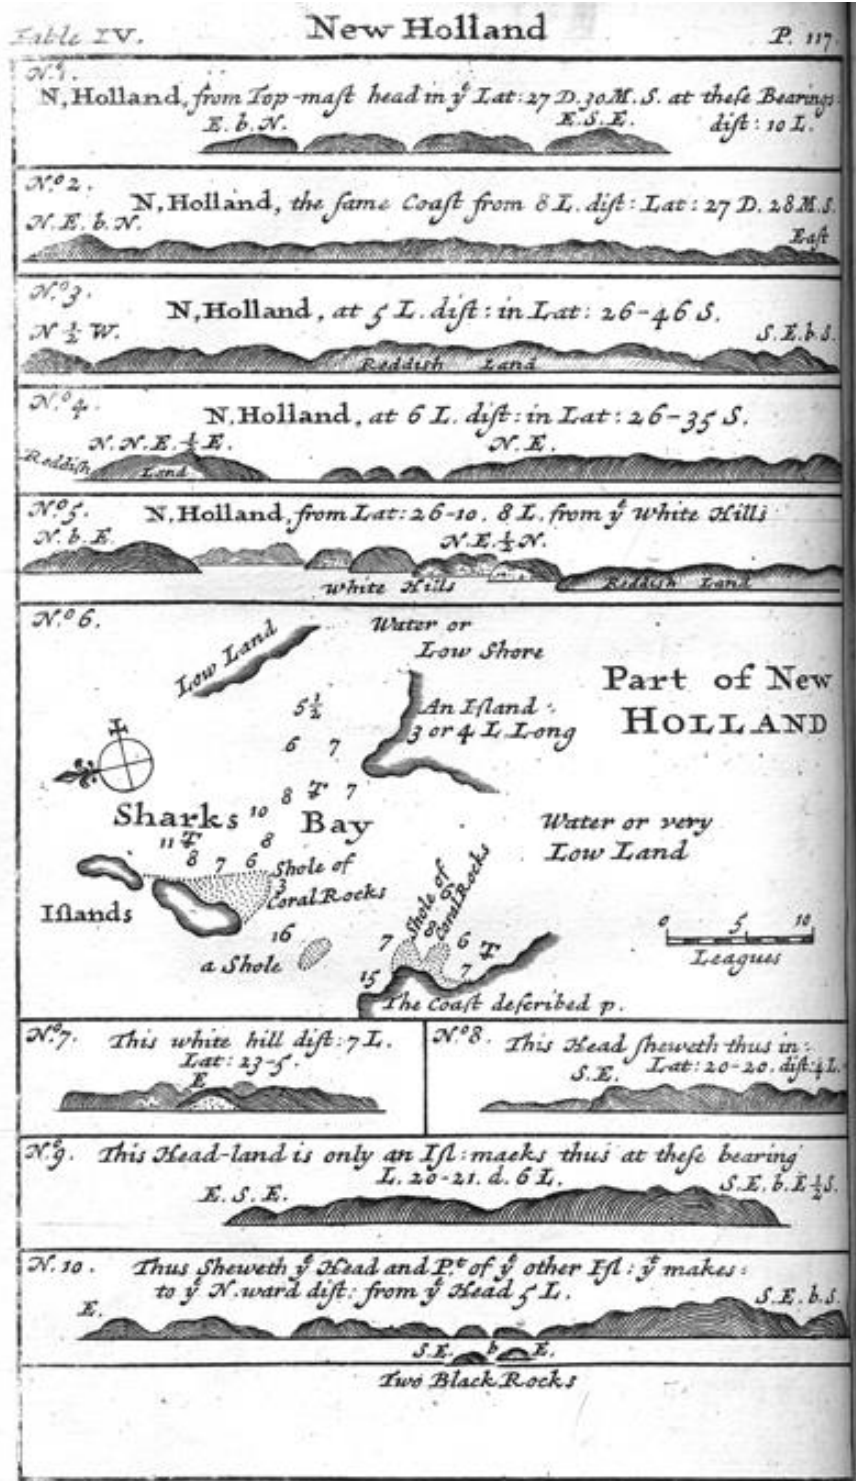 Table IV. New Holland P. 117.
N.º 1.
N, Holland, from Top-maſt head in yᵉ Lat: 27 D. 30 M. S. at theſe Bearings
E. b. N. E. S. E. diſt: 10 L.
N.º 2.
N, Holland, the ſame Coaſt from 8 L. diſt: Lat: 27 D. 28 M. S.
N. E. b. N. Eaſt
N.º 3.
N, Holland, at 5 L. diſt: in Lat: 26-46 S.
N ½ W. S. E. b. S.
Reddish Land
N.º 4.
N, Holland, at 6 L. diſt: in Lat: 26-35 S.
N. N. E. ½ E. N. E.
Reddish Land
N.º 5. N, Holland, from Lat: 26-10. 8 L. from yᵉ White Hills
N. b. E. N. E. ½ N.
White Hills Reddish Land
N.º 6.
Low Land
Water or
Low Shore
Part of New
HOLLAND
An Iſland
3 or 4 L Long
5 ½
6 7
8 7
10
Sharks Bay
11 8
8 7 6
Water or very
Low Land
Shole of
3
Coral Rocks
Iſlands
16
a Shole
Shole of
Coral Rocks
8 6
7 6
15 7
0 5 10
Leagues
The Coaſt deſcribed p.
N.º 7. This white hill diſt: 7 L.
Lat: 23-5.
E
N.º 8. This Head ſheweth thus in:
S. E. Lat: 20-20. diſt: 4 L.
N.º 9. This Head-land is only an Iſl: maeks thus at theſe bearing
L. 20-21. d. 6 L.
E. S. E. S. E. b. E ½ S.
N. 10. Thus Sheweth yᵉ Head and P.ᵗ of yᵉ other Iſl: yᵗ makes:
to yᵉ N.ward diſt: from yᵉ Head 5 L.
E. S. E. b. S.
S. E. b E.
Two Black Rocks